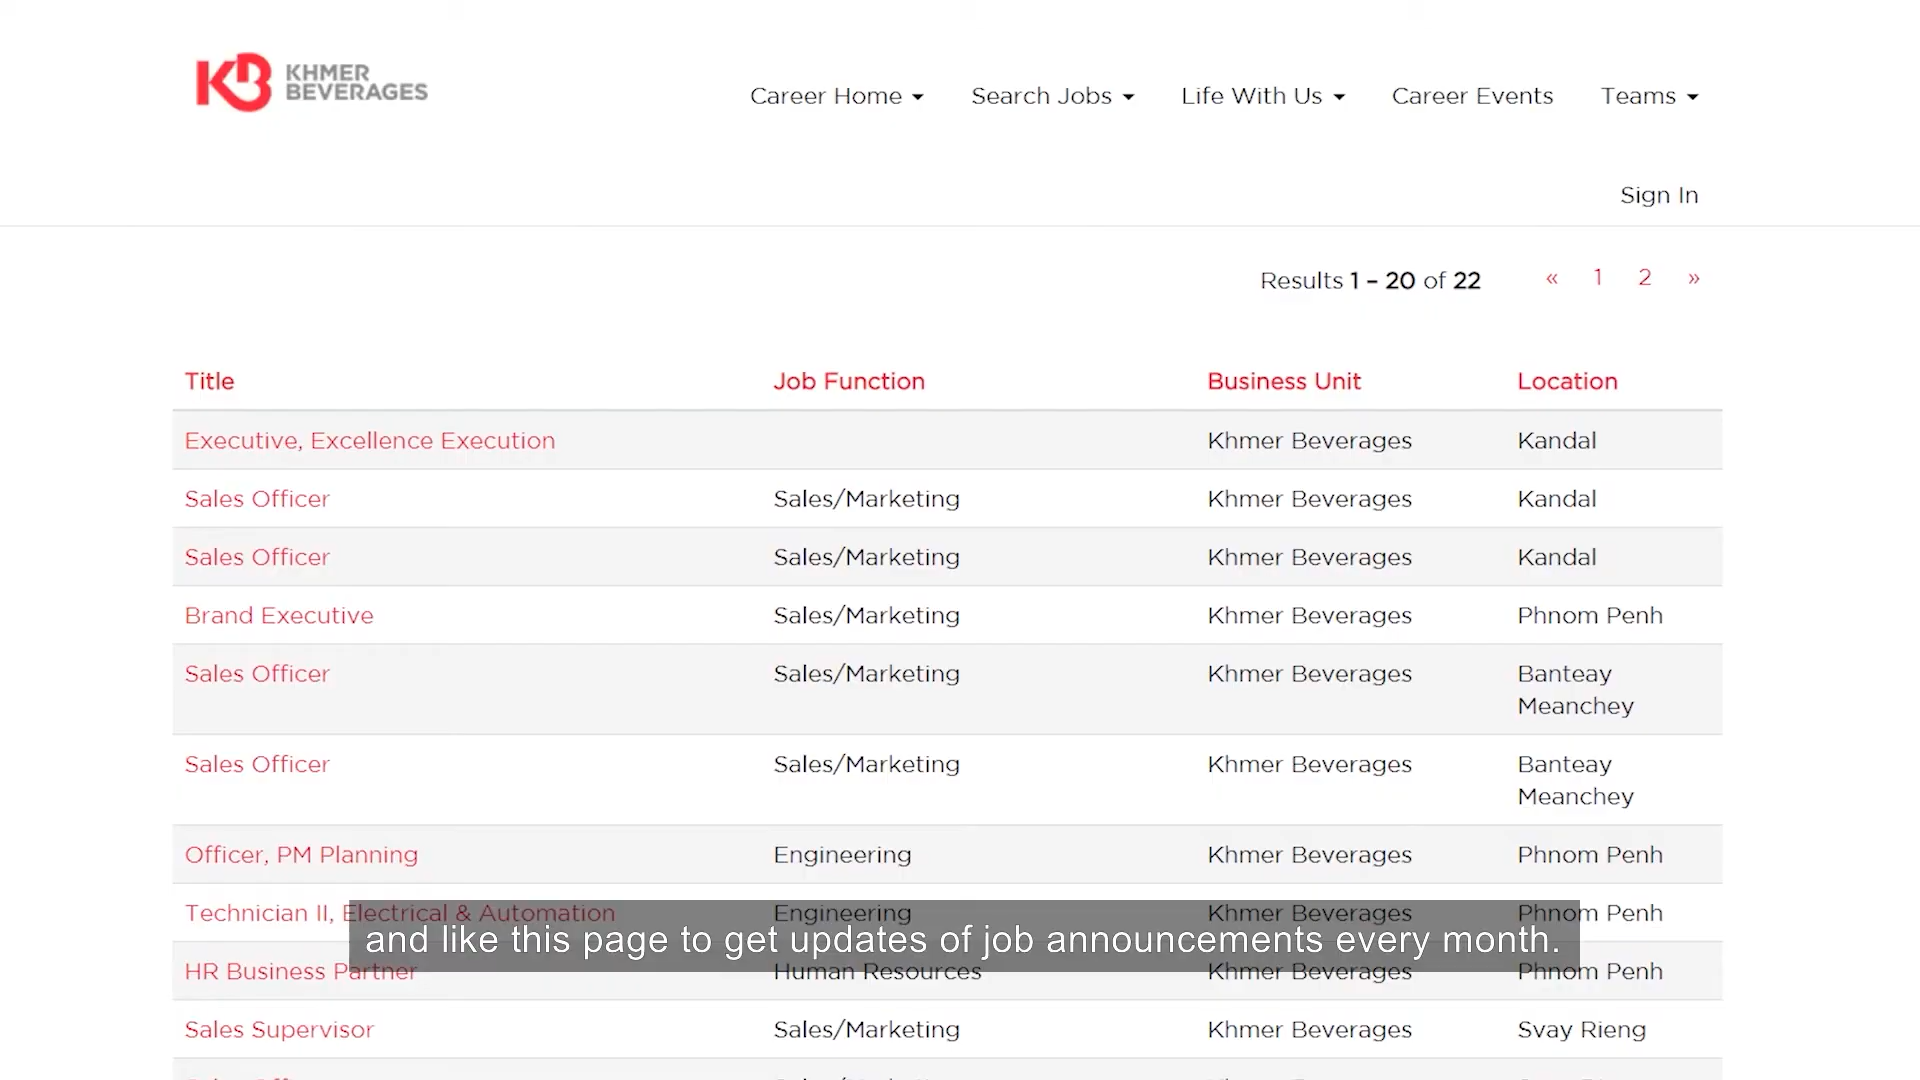 KHMER
BEVERAGES
Career Home Search Jobs Life With Us Career Events Teams
Sign In
Results 1 – 20 of 22 « 1 2 »
Title Job Function Business Unit Location
Executive, Excellence Execution Khmer Beverages Kandal
Sales Officer Sales/Marketing Khmer Beverages Kandal
Sales Officer Sales/Marketing Khmer Beverages Kandal
Brand Executive Sales/Marketing Khmer Beverages Phnom Penh
Sales Officer Sales/Marketing Khmer Beverages Banteay
Meanchey
Sales Officer Sales/Marketing Khmer Beverages Banteay
Meanchey
Officer, PM Planning Engineering Khmer Beverages Phnom Penh
Technician II, Electrical & Automation Engineering Khmer Beverages Phnom Penh
and like this page to get updates of job announcements every month.
HR Business Partner Human Resources Khmer Beverages Phnom Penh
Sales Supervisor Sales/Marketing Khmer Beverages Svay Rieng